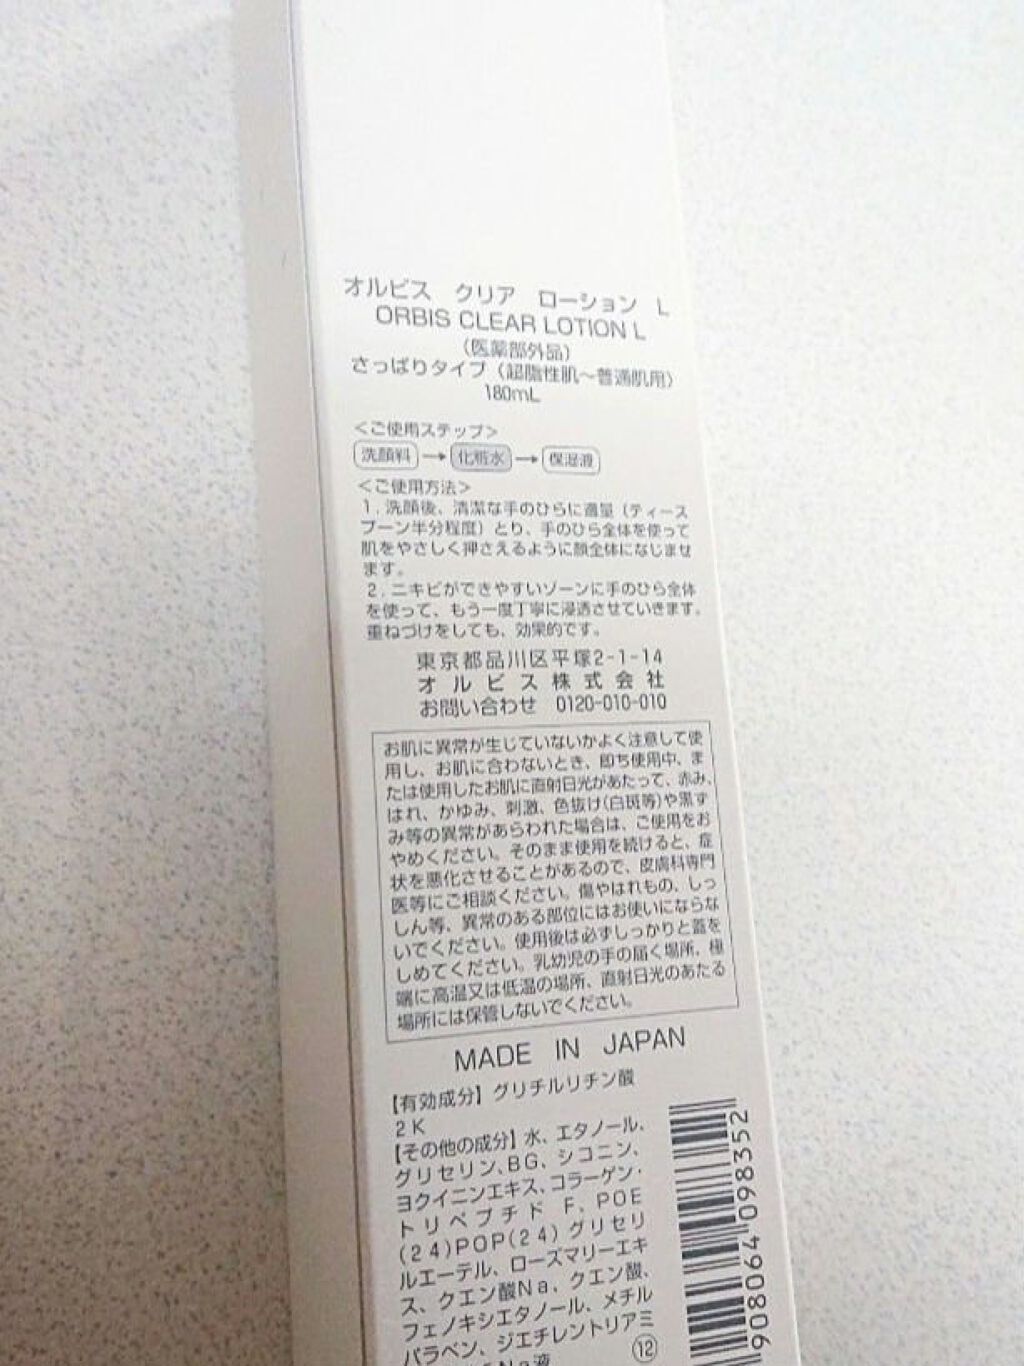 オルビス クリア ローション L
ORBIS CLEAR LOTION L
（医薬部外品）
さっぱりタイプ（超脂性肌～普通肌用）
180mL
＜ご使用ステップ＞
洗顔料→化粧水→保湿液
＜ご使用方法＞
1．洗顔後、清潔な手のひらに適量（ティース
プーン半分程度）とり、手のひら全体を使って
肌をやさしく押さえるように顔全体になじませ
ます。
2．ニキビができやすいゾーンに手のひら全体
を使って、もう一度丁寧に浸透させていきます。
重ねづけをしても、効果的です。
東京都品川区平塚2-1-14
オルビス株式会社
お問い合わせ 0120-010-010
お肌に異常が生じていないかよく注意して使
用し、お肌に合わないとき、即ち使用中、ま
たは使用したお肌に直射日光があたって、赤み、
はれ、かゆみ、刺激、色抜け(白斑等)や黒ず
み等の異常があらわれた場合は、ご使用をお
やめください。そのまま使用を続けると、症
状を悪化させることがあるので、皮膚科専門
医等にご相談ください。傷やはれもの、しっ
しん等、異常のある部位にはお使いにならな
いでください。使用後は必ずしっかりと蓋を
しめてください。乳幼児の手の届く場所、極
端に高温又は低温の場所、直射日光のあたる
場所には保管しないでください。
MADE IN JAPAN
【有効成分】グリチルリチン酸
2K
【その他の成分】水、エタノール、
グリセリン、BG、シコニン、
ヨクイニンエキス、コラーゲン・
トリペプチド F、POE
(24)POP(24)グリセリ
ルエーテル、ローズマリーエキ
ス、クエン酸Na、クエン酸、
フェノキシエタノール、メチル
パラベン、ジエチレントリアミ
Na液
⑫
908064098352